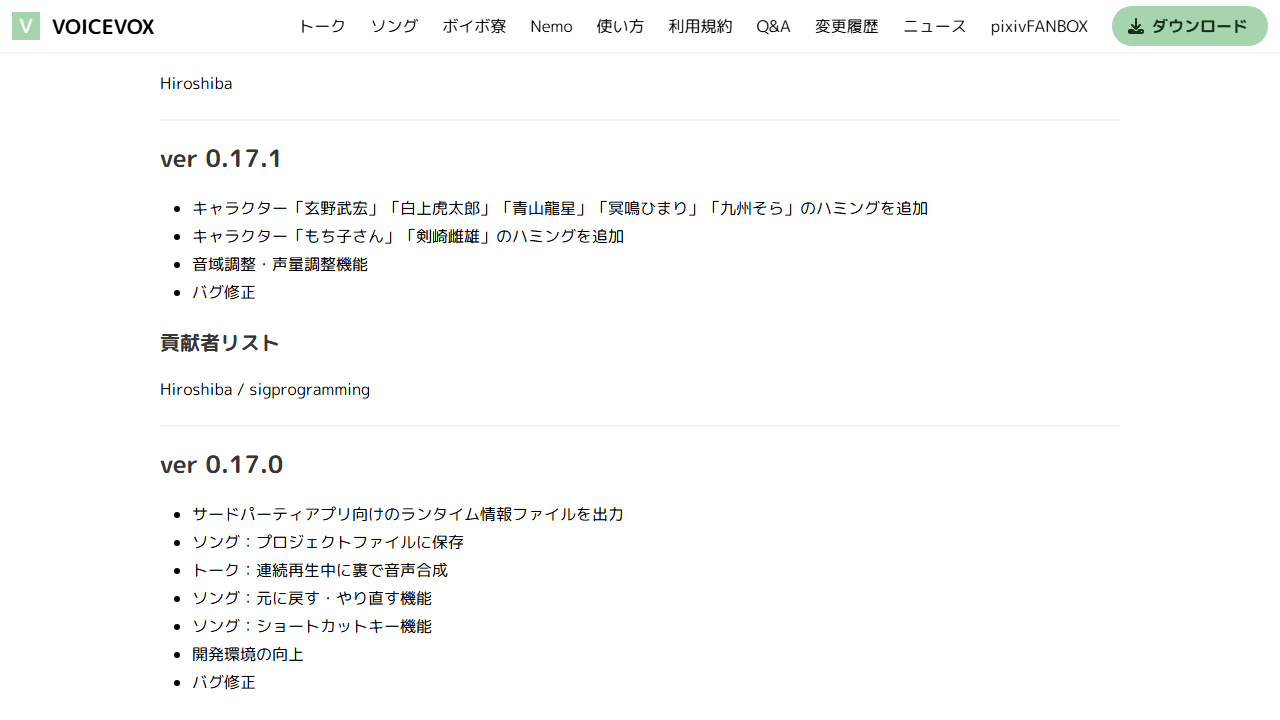 V VOICEVOX トーク ソング ボイボ寮 Nemo 使い方 利用規約 Q&A 変更履歴 ニュース pixivFANBOX ダウンロード
Hiroshiba
ver 0.17.1
キャラクター「玄野武宏」「白上虎太郎」「青山龍星」「冥鳴ひまり」「九州そら」のハミングを追加
キャラクター「もち子さん」「剣崎雌雄」のハミングを追加
音域調整・声量調整機能
バグ修正
貢献者リスト
Hiroshiba / sigprogramming
ver 0.17.0
サードパーティアプリ向けのランタイム情報ファイルを出力
ソング：プロジェクトファイルに保存
トーク：連続再生中に裏で音声合成
ソング：元に戻す・やり直す機能
ソング：ショートカットキー機能
開発環境の向上
バグ修正